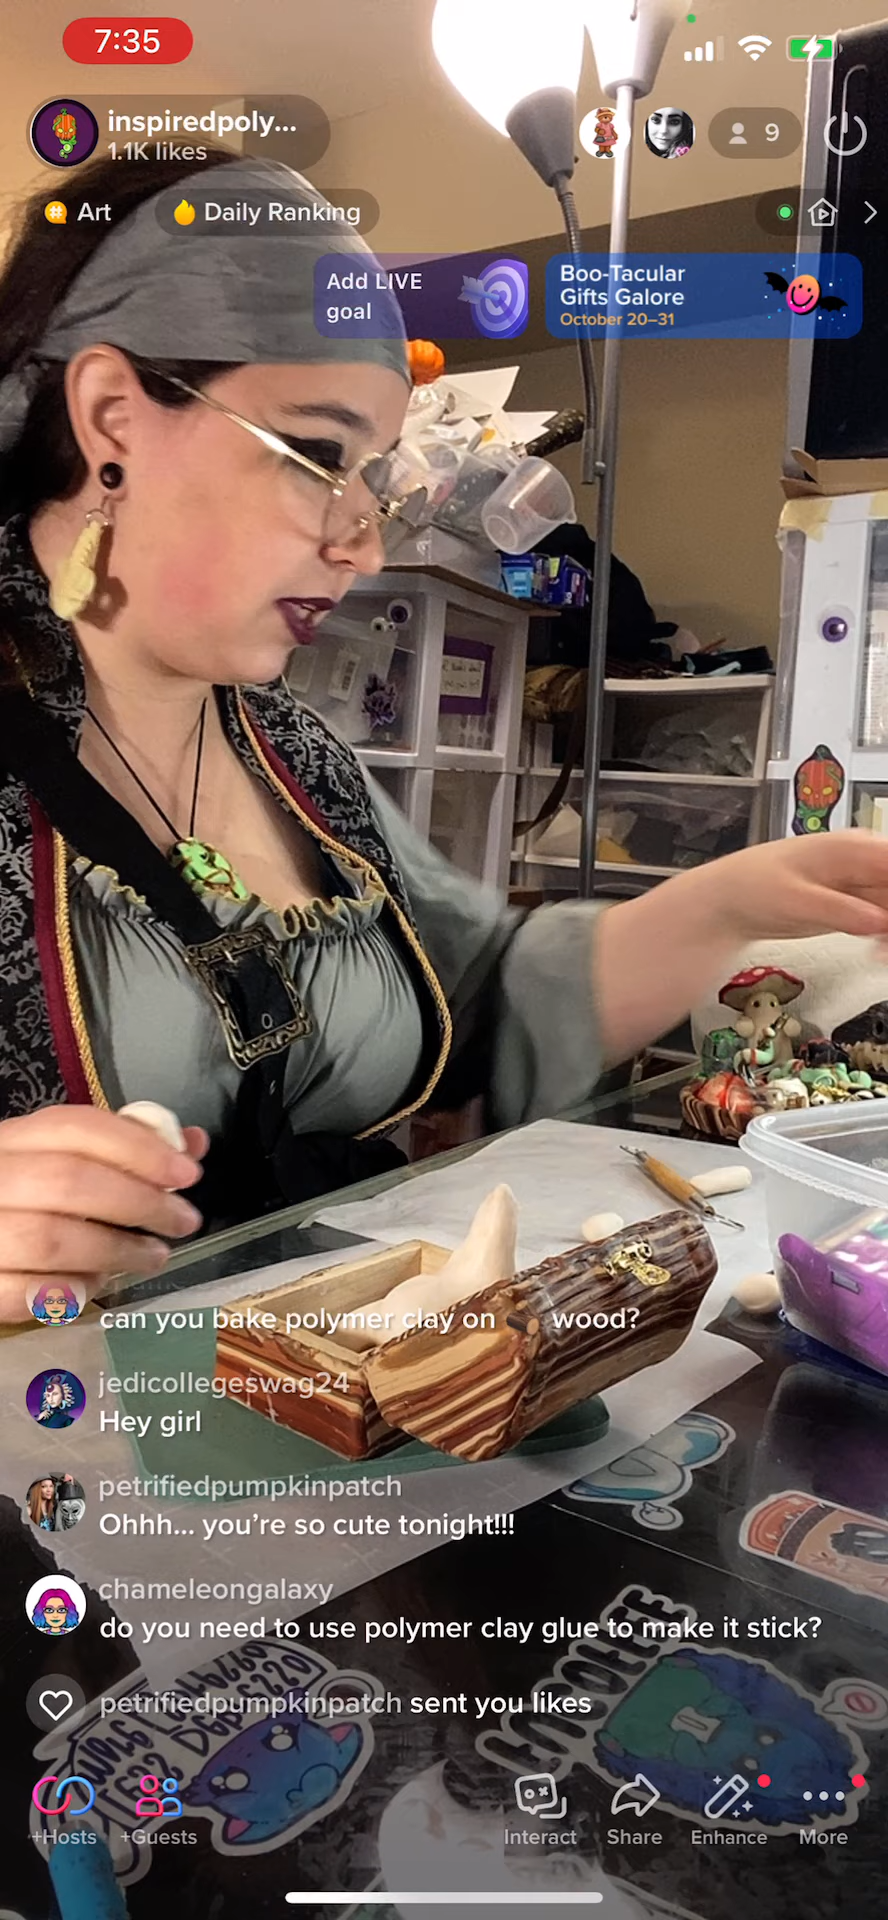 7:35
inspiredpoly...
1.1K likes
9
Art
Daily Ranking
Add LIVE
goal
Boo-Tacular
Gifts Galore
October 20–31
can you bake polymer clay on 🪵 wood?
jedicollegeswag24
Hey girl
petrifiedpumpkinpatch
Ohhh... you’re so cute tonight!!!
chameleongalaxy
do you need to use polymer clay glue to make it stick?
petrifiedpumpkinpatch sent you likes
+Hosts
+Guests
Interact
Share
Enhance
More